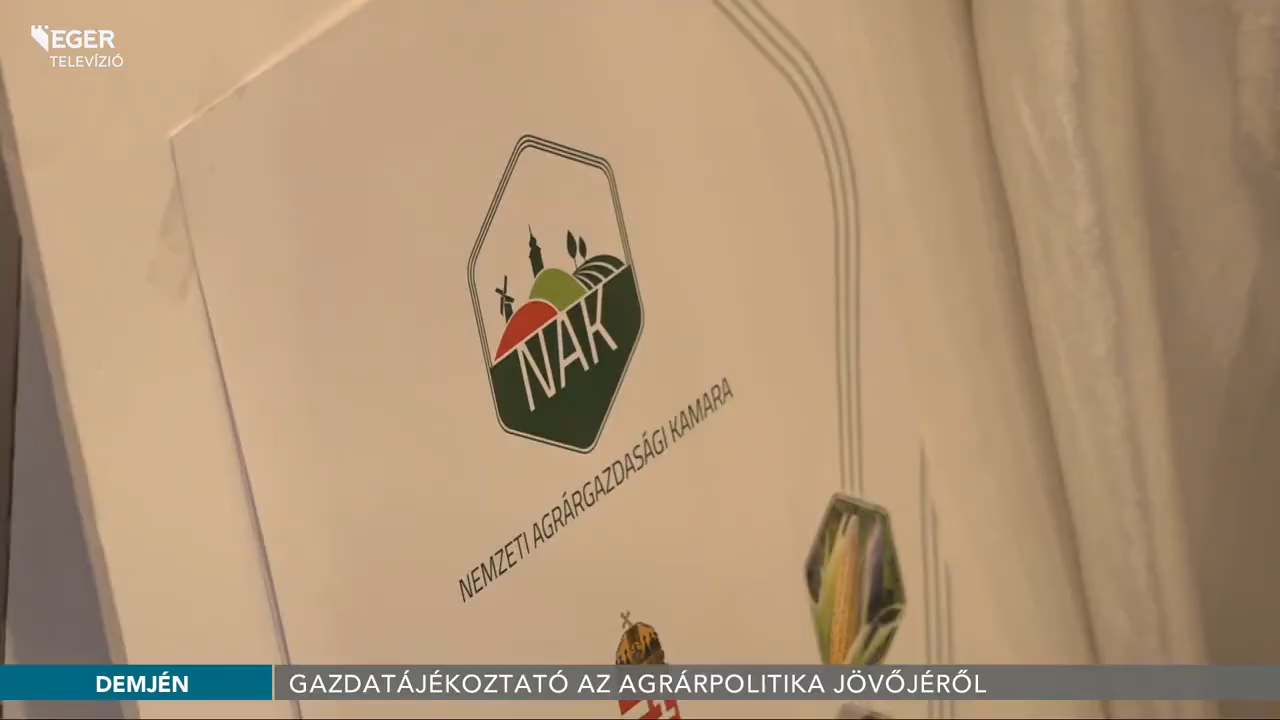 EGER
TELEVÍZIÓ
NAK
NEMZETI AGRÁRGAZDASÁGI KAMARA
DEMJÉN
GAZDATÁJÉKOZTATÓ AZ AGRÁRPOLITIKA JÖVŐJÉRŐL